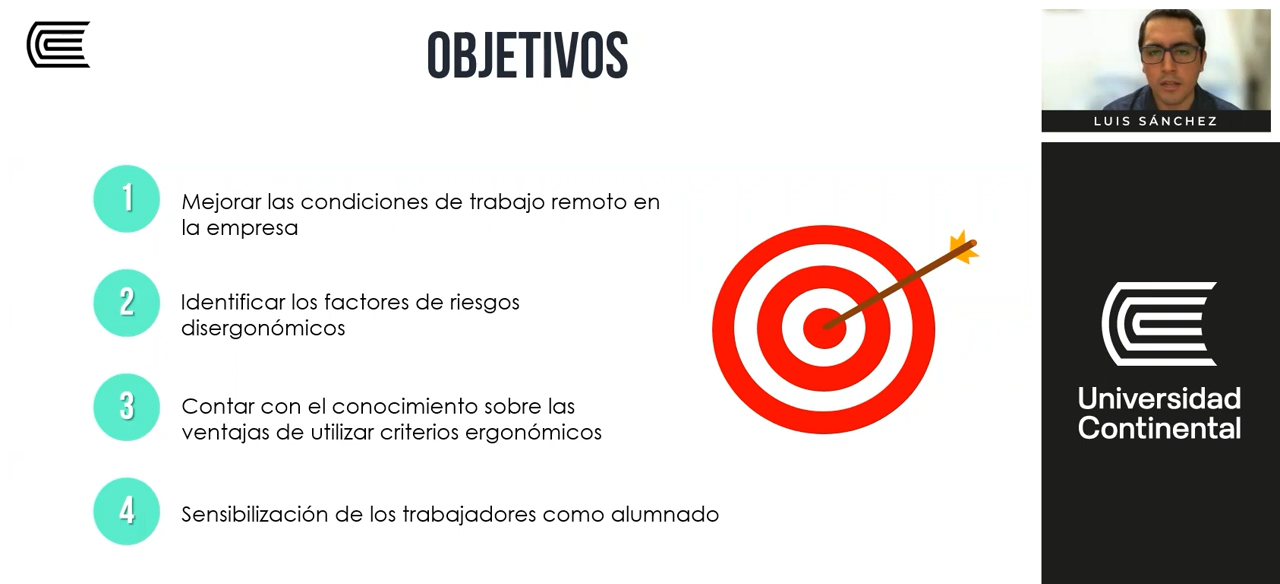 OBJETIVOS
1
Mejorar las condiciones de trabajo remoto en
la empresa
2
Identificar los factores de riesgos
disergonómicos
3
Contar con el conocimiento sobre las
ventajas de utilizar criterios ergonómicos
4
Sensibilización de los trabajadores como alumnado
LUIS SÁNCHEZ
Universidad
Continental